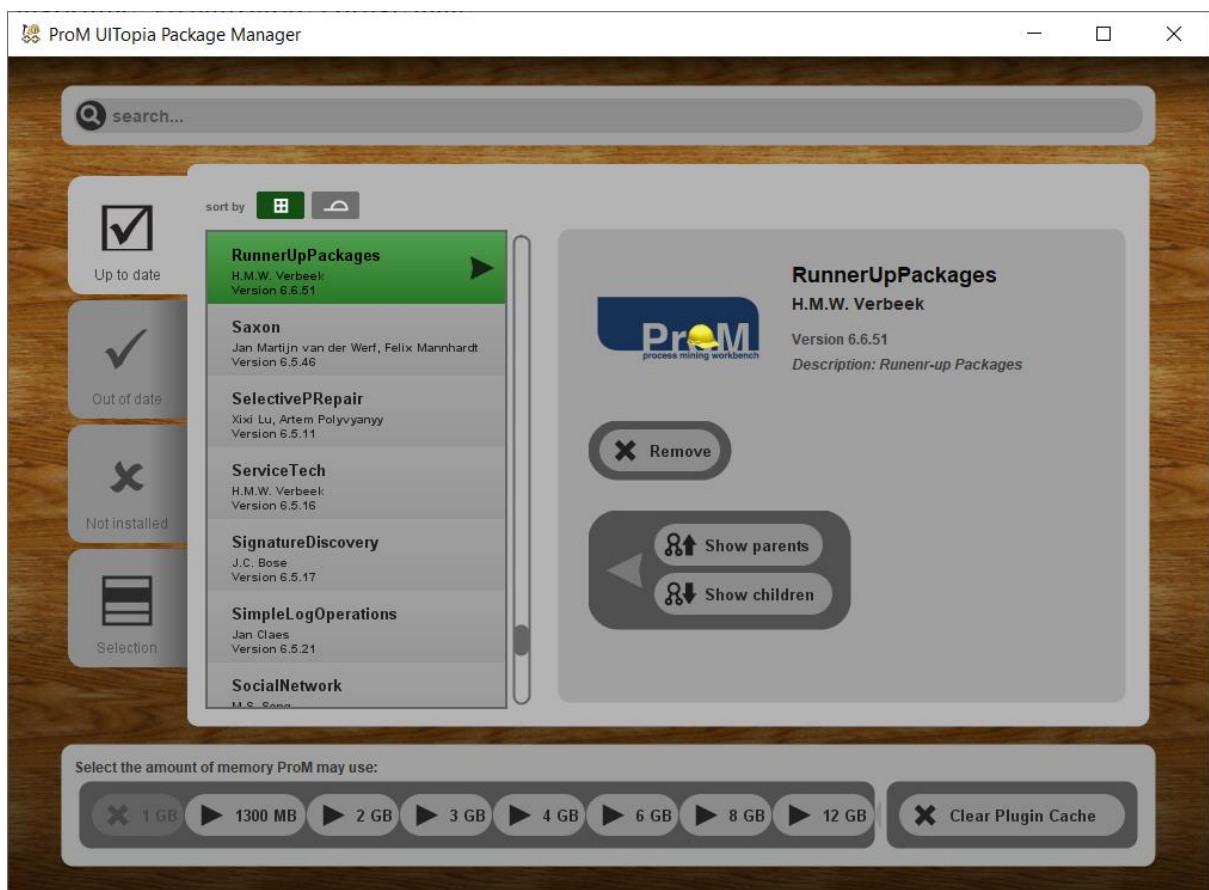 ProM UITopia Package Manager
search...
Up to date
Out of date
Not installed
Selection
sort by
RunnerUpPackages
H.M.W. Verbeek
Version 6.6.51
Saxon
Jan Martijn van der Werf, Felix Mannhardt
Version 6.5.46
SelectivePRepair
Xixi Lu, Artem Polyvyanyy
Version 6.5.11
ServiceTech
H.M.W. Verbeek
Version 6.5.16
SignatureDiscovery
J.C. Bose
Version 6.5.17
SimpleLogOperations
Jan Claes
Version 6.5.21
SocialNetwork
M.S. Song
ProM
process mining workbench
RunnerUpPackages
H.M.W. Verbeek
Version 6.6.51
Description: Runenr-up Packages
Remove
Show parents
Show children
Select the amount of memory ProM may use:
1 GB 1300 MB 2 GB 3 GB 4 GB 6 GB 8 GB 12 GB Clear Plugin Cache